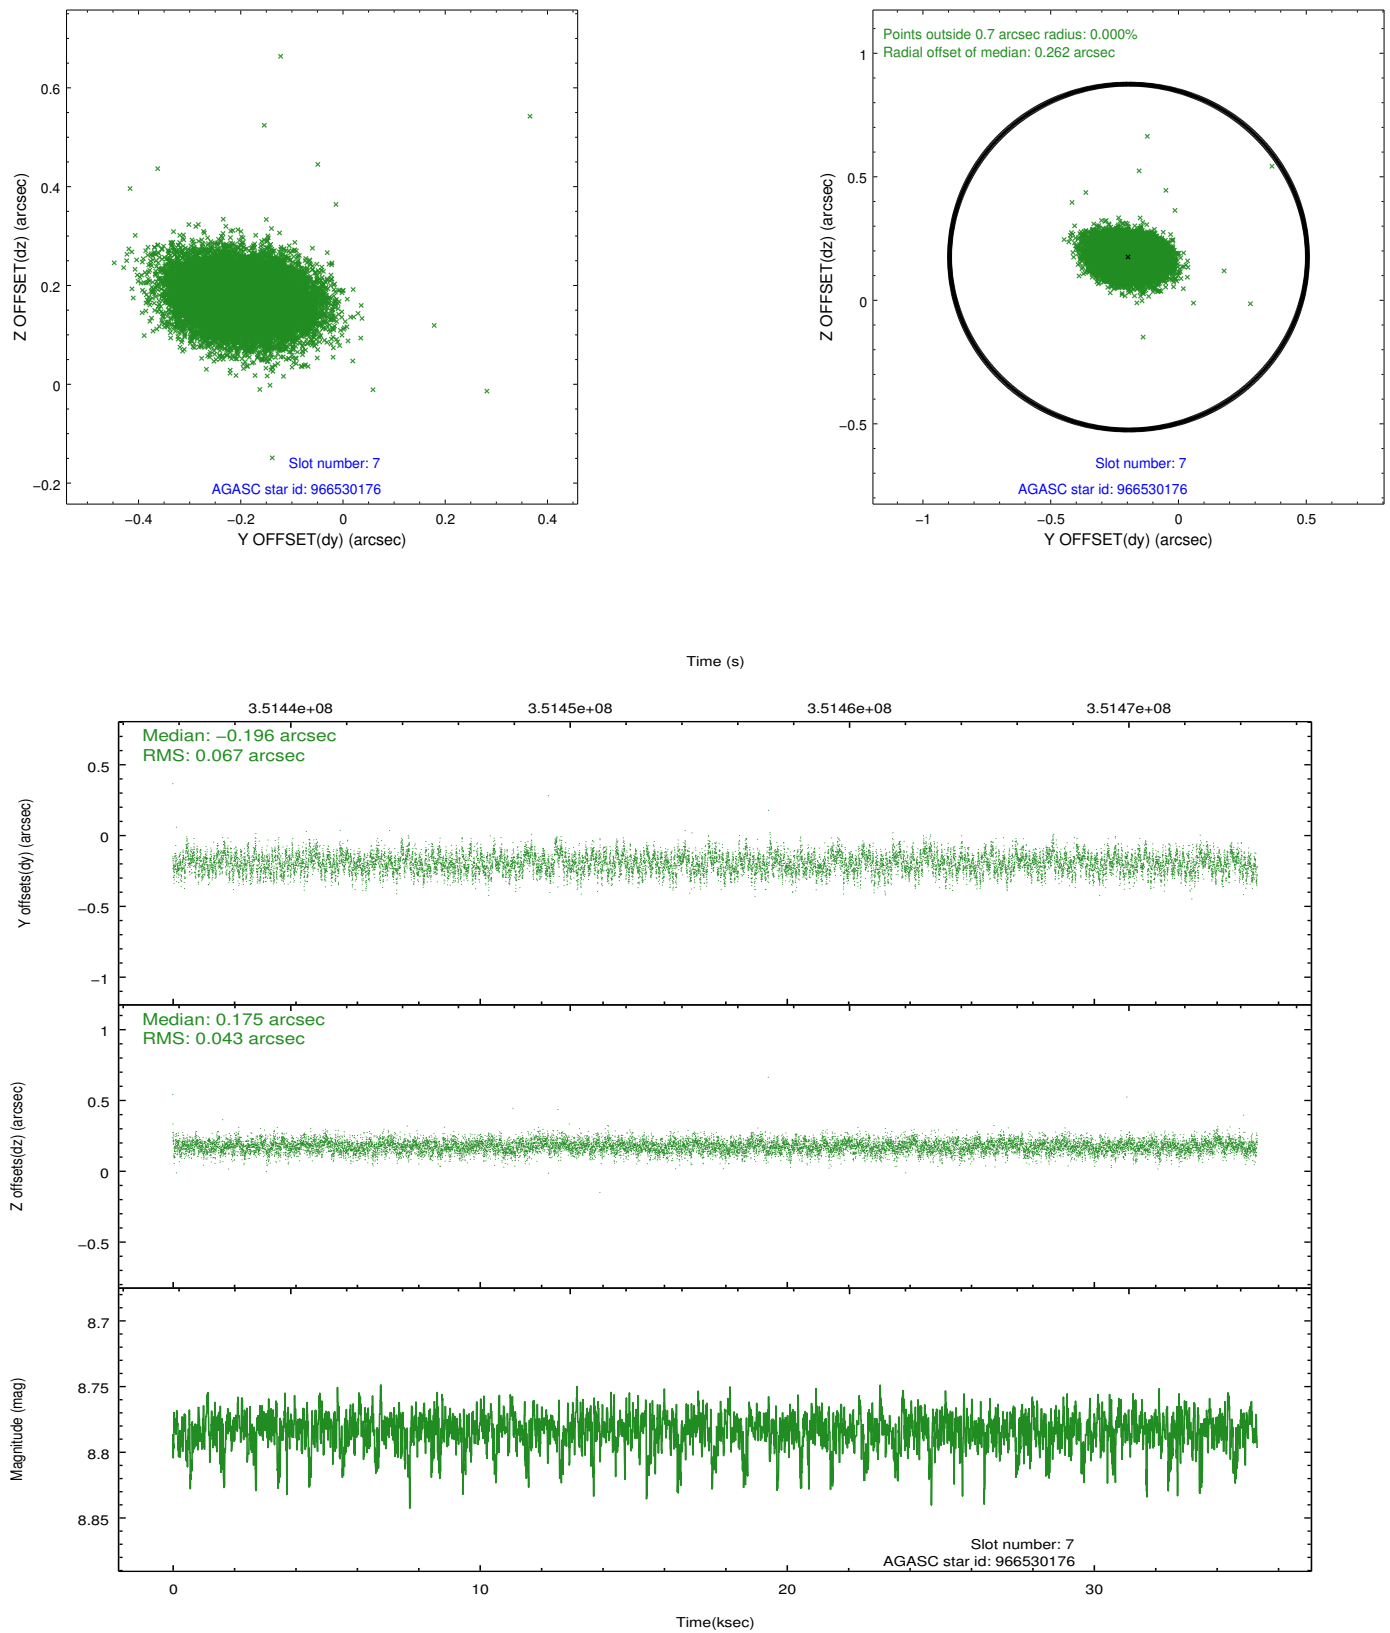 Z OFFSET(dz) (arcsec)
0.6
0.4
0.2
0
−0.2
Slot number: 7
AGASC star id: 966530176
−0.4
−0.2
0
0.2
0.4
Y OFFSET(dy) (arcsec)
Points outside 0.7 arcsec radius: 0.000%
Radial offset of median: 0.262 arcsec
Z OFFSET(dz) (arcsec)
1
0.5
0
−0.5
Slot number: 7
AGASC star id: 966530176
−1
−0.5
0
0.5
Y OFFSET(dy) (arcsec)
Time (s)
3.5144e+08
3.5145e+08
3.5146e+08
3.5147e+08
Median: −0.196 arcsec
RMS: 0.067 arcsec
Y offsets(dy) (arcsec)
0.5
0
−0.5
−1
Median: 0.175 arcsec
RMS: 0.043 arcsec
Z offsets(dz) (arcsec)
1
0.5
0
−0.5
Magnitude (mag)
8.7
8.75
8.8
8.85
Slot number: 7
AGASC star id: 966530176
0
10
20
30
Time(ksec)